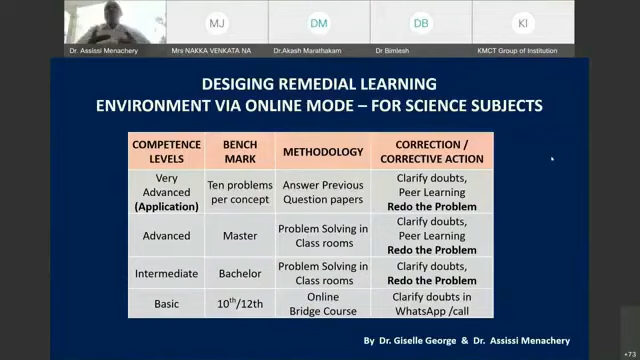 MJ
DM
DB
KI
Dr. Assissi Menachery
Mrs NAKKA VENKATA NA
Dr.Akash Marathakam
Dr Bimlesh
KMCT Group of Institution
DESIGING REMEDIAL LEARNING
ENVIRONMENT VIA ONLINE MODE – FOR SCIENCE SUBJECTS
COMPETENCE
LEVELS
BENCH
MARK
METHODOLOGY
CORRECTION /
CORRECTIVE ACTION
Very
Advanced
(Application)
Ten problems
per concept
Answer Previous
Question papers
Clarify doubts,
Peer Learning
Redo the Problem
Advanced
Master
Problem Solving in
Class rooms
Clarify doubts,
Peer Learning
Redo the Problem
Intermediate
Bachelor
Problem Solving in
Class rooms
Clarify doubts,
Redo the Problem
Basic
10th/12th
Online
Bridge Course
Clarify doubts in
WhatsApp /call
By Dr. Giselle George & Dr. Assissi Menachery
+73